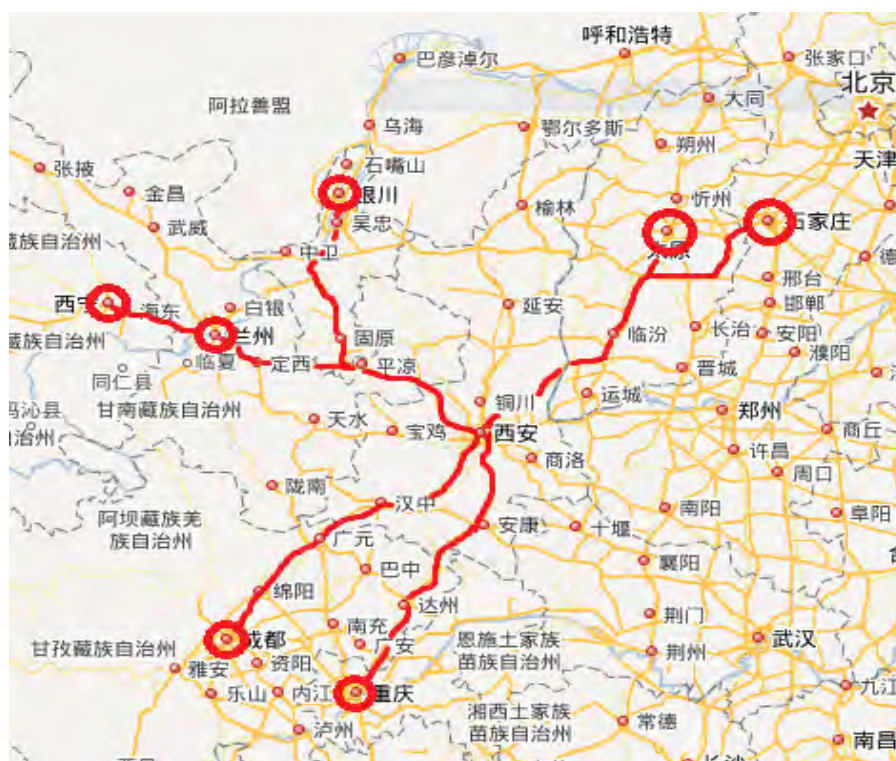 呼和浩特
巴彦淖尔
张家口
北京
阿拉善盟
大同
乌海
鄂尔多斯
朔州
天津
石嘴山
张掖
金昌
银川
榆林
忻州
吴忠
石家庄
武威
藏族自治州
太原
中卫
德
邢台
西宁
海东
白银
延安
邯郸
兰州
固原
临汾
长治
安阳
藏族自治州
临夏
定西
平凉
濮阳
同仁县
晋城
玛沁县
甘南藏族自治州
铜川
运城
郑州
天水
宝鸡
西安
商丘
治州
商洛
许昌
周口
陇南
汉中
南阳
阜阳
阿坝藏族羌
族自治州
安康
十堰
广元
襄阳
巴中
绵阳
达州
荆门
南充
成都
广安
恩施土家族
苗族自治州
武汉
甘孜藏族自治州
荆州
雅安
资阳
乐山
内江
重庆
九江
湘西土家族
苗族自治州
常德
泸州
南昌